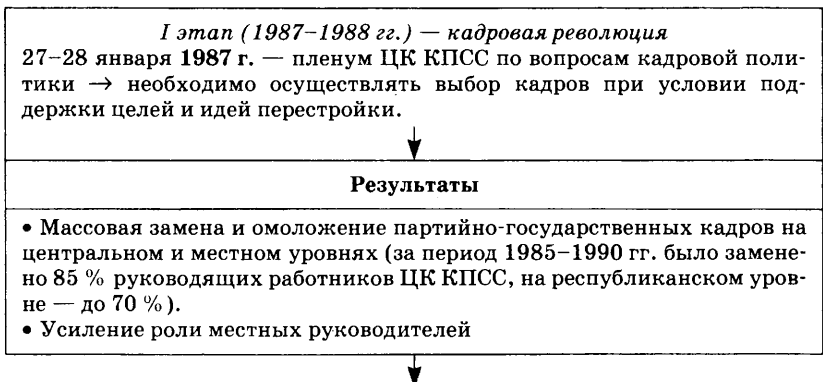 I этап (1987–1988 гг.) — кадровая революция
27–28 января 1987 г. — пленум ЦК КПСС по вопросам кадровой поли-
тики → необходимо осуществлять выбор кадров при условии под-
держки целей и идей перестройки.
Результаты
• Массовая замена и омоложение партийно-государственных кадров на
центральном и местном уровнях (за период 1985–1990 гг. было замене-
но 85 % руководящих работников ЦК КПСС, на республиканском уров-
не — до 70 %).
• Усиление роли местных руководителей